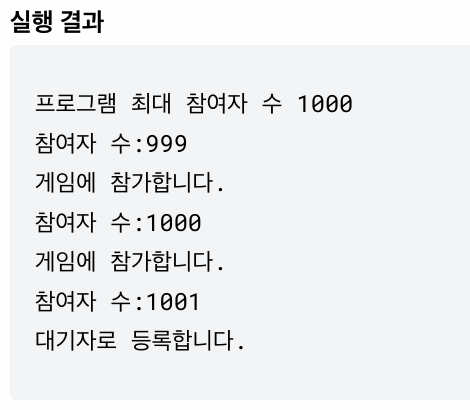 실행 결과
프로그램 최대 참여자 수 1000
참여자 수:999
게임에 참가합니다.
참여자 수:1000
게임에 참가합니다.
참여자 수:1001
대기자로 등록합니다.